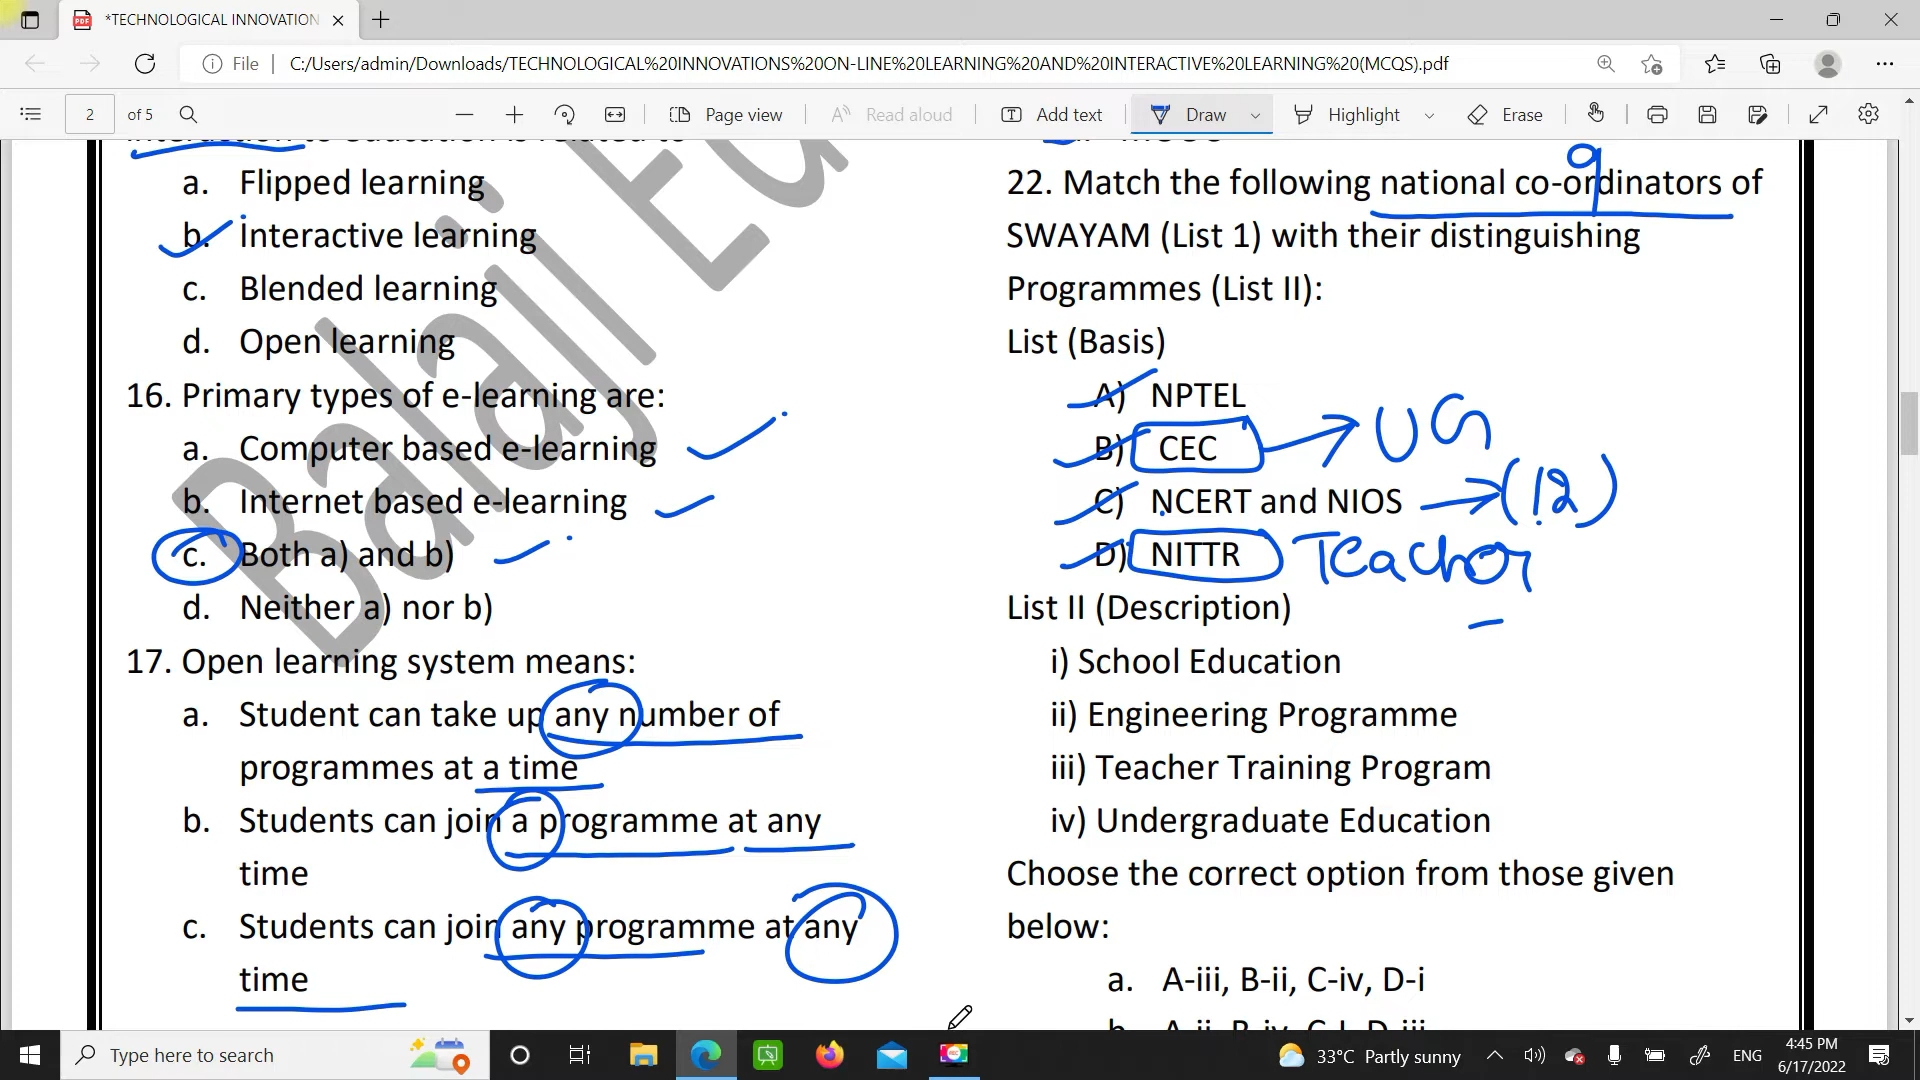 *TECHNOLOGICAL INNOVATION
File
C:/Users/admin/Downloads/TECHNOLOGICAL%20INNOVATIONS%20ON-LINE%20LEARNING%20AND%20INTERACTIVE%20LEARNING%20(MCQS).pdf
2 of 5
Page view
Read aloud
Add text
Draw
Highlight
Erase
a. Flipped learning
b. Interactive learning
c. Blended learning
d. Open learning
16. Primary types of e-learning are:
a. Computer based e-learning
b. Internet based e-learning
c. Both a) and b)
d. Neither a) nor b)
17. Open learning system means:
a. Student can take up any number of
programmes at a time
b. Students can join a programme at any
time
c. Students can join any programme at any
time
9
22. Match the following national co-ordinators of
SWAYAM (List 1) with their distinguishing
Programmes (List II):
List (Basis)
A) NPTEL
B) CEC UG
C) NCERT and NIOS (12)
D) NITTR Teacher
List II (Description)
i) School Education
ii) Engineering Programme
iii) Teacher Training Program
iv) Undergraduate Education
Choose the correct option from those given
below:
a. A-iii, B-ii, C-iv, D-i
Balajji Ed
Type here to search
33°C Partly sunny
ENG
4:45 PM
6/17/2022